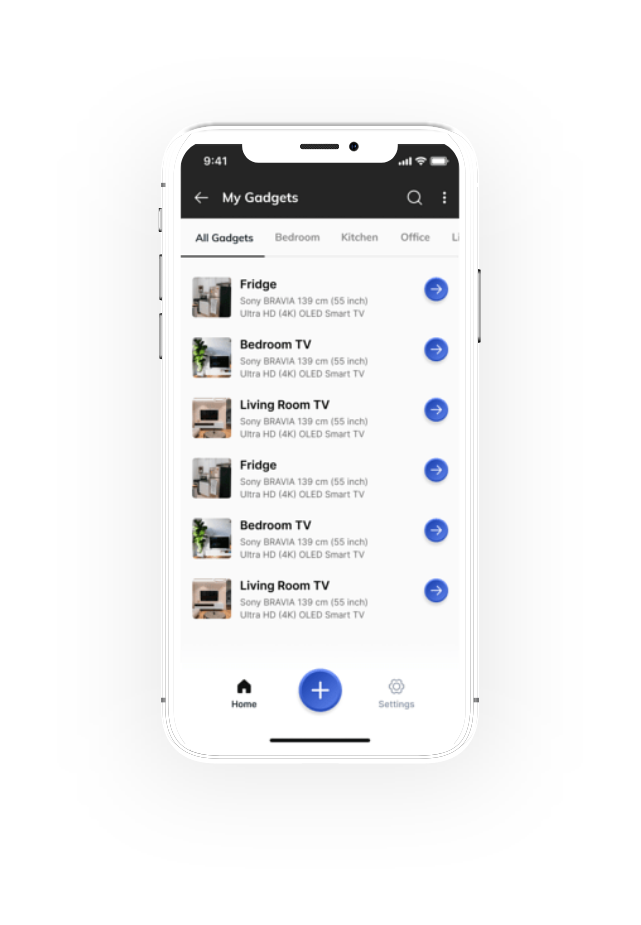 9:41
My Gadgets
All Gadgets Bedroom Kitchen Office Li
Fridge
Sony BRAVIA 139 cm (55 inch)
Ultra HD (4K) OLED Smart TV
Bedroom TV
Sony BRAVIA 139 cm (55 inch)
Ultra HD (4K) OLED Smart TV
Living Room TV
Sony BRAVIA 139 cm (55 inch)
Ultra HD (4K) OLED Smart TV
Fridge
Sony BRAVIA 139 cm (55 inch)
Ultra HD (4K) OLED Smart TV
Bedroom TV
Sony BRAVIA 139 cm (55 inch)
Ultra HD (4K) OLED Smart TV
Living Room TV
Sony BRAVIA 139 cm (55 inch)
Ultra HD (4K) OLED Smart TV
Home Settings